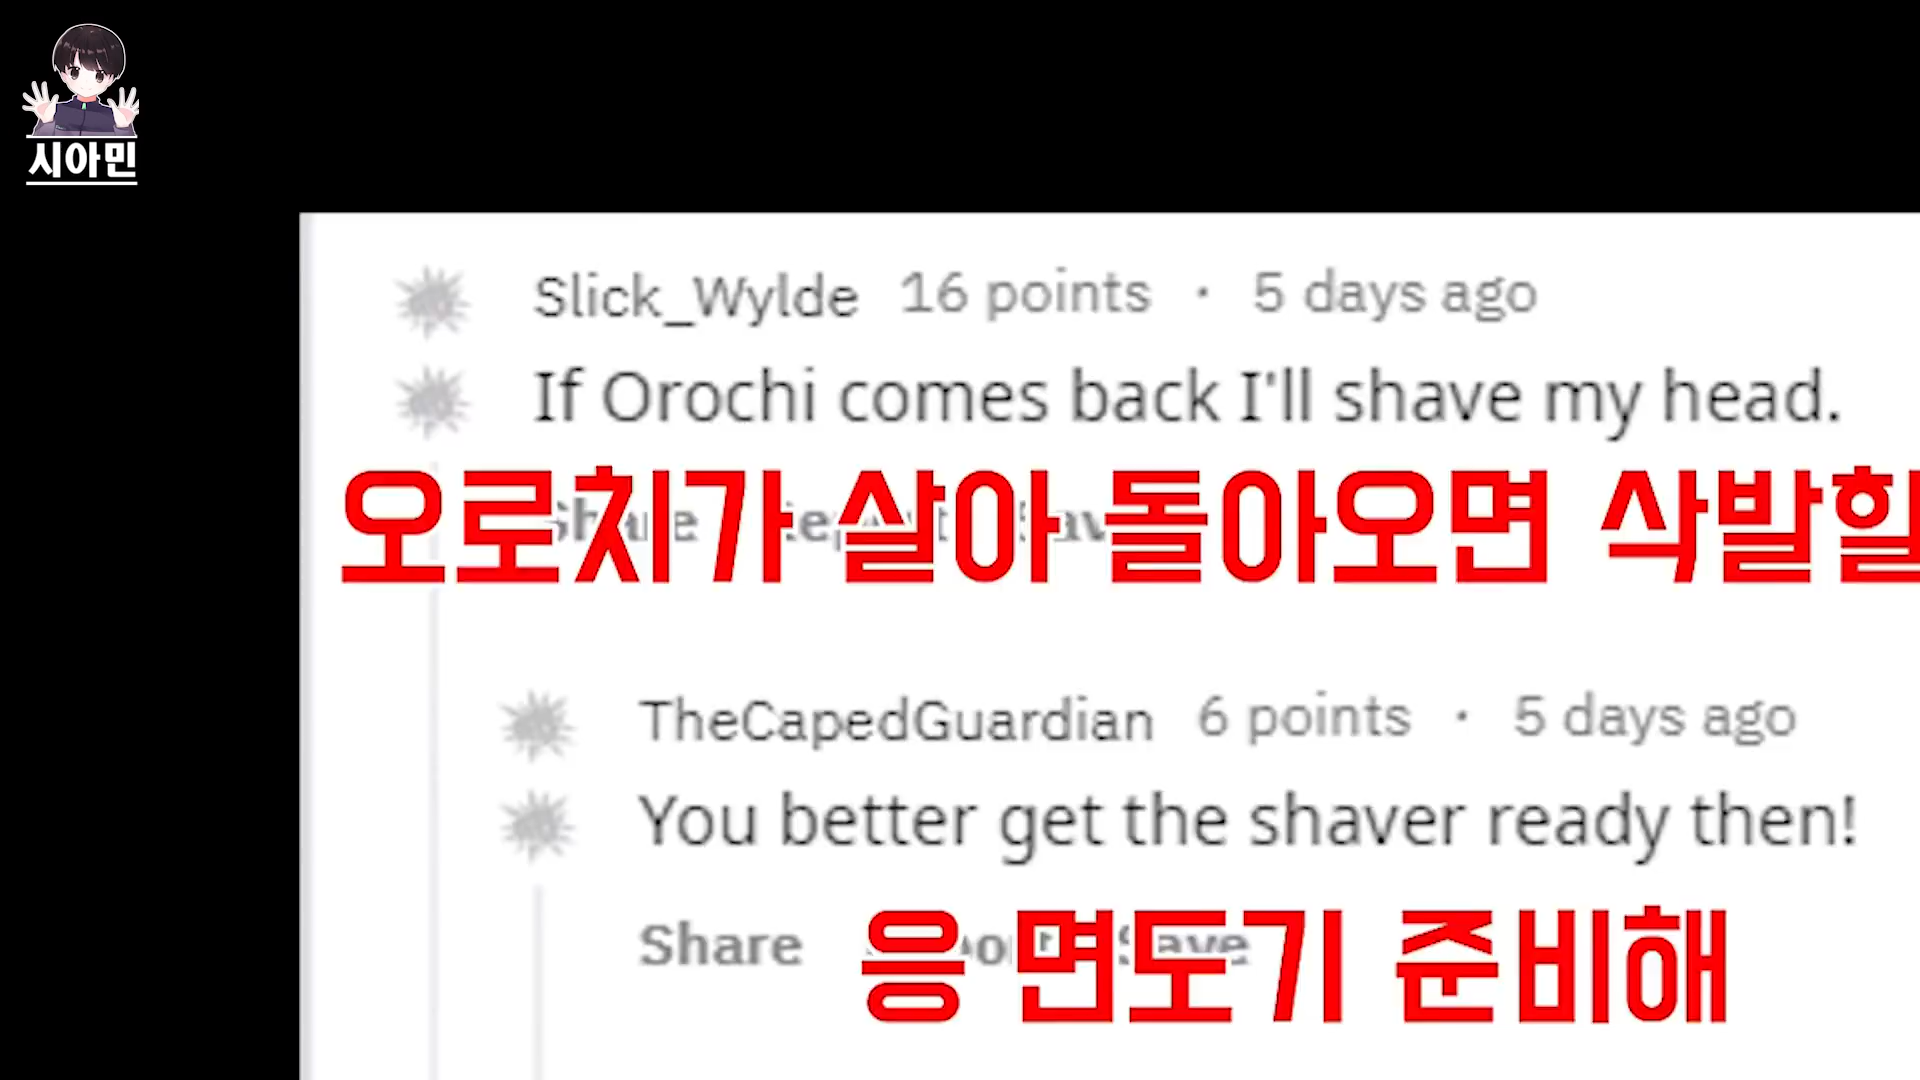 시아민
Slick_Wylde 16 points · 5 days ago
If Orochi comes back I'll shave my head.
오로치가 살아 돌아오면 삭발할
TheCapedGuardian 6 points · 5 days ago
You better get the shaver ready then!
Share
응 면도기 준비해